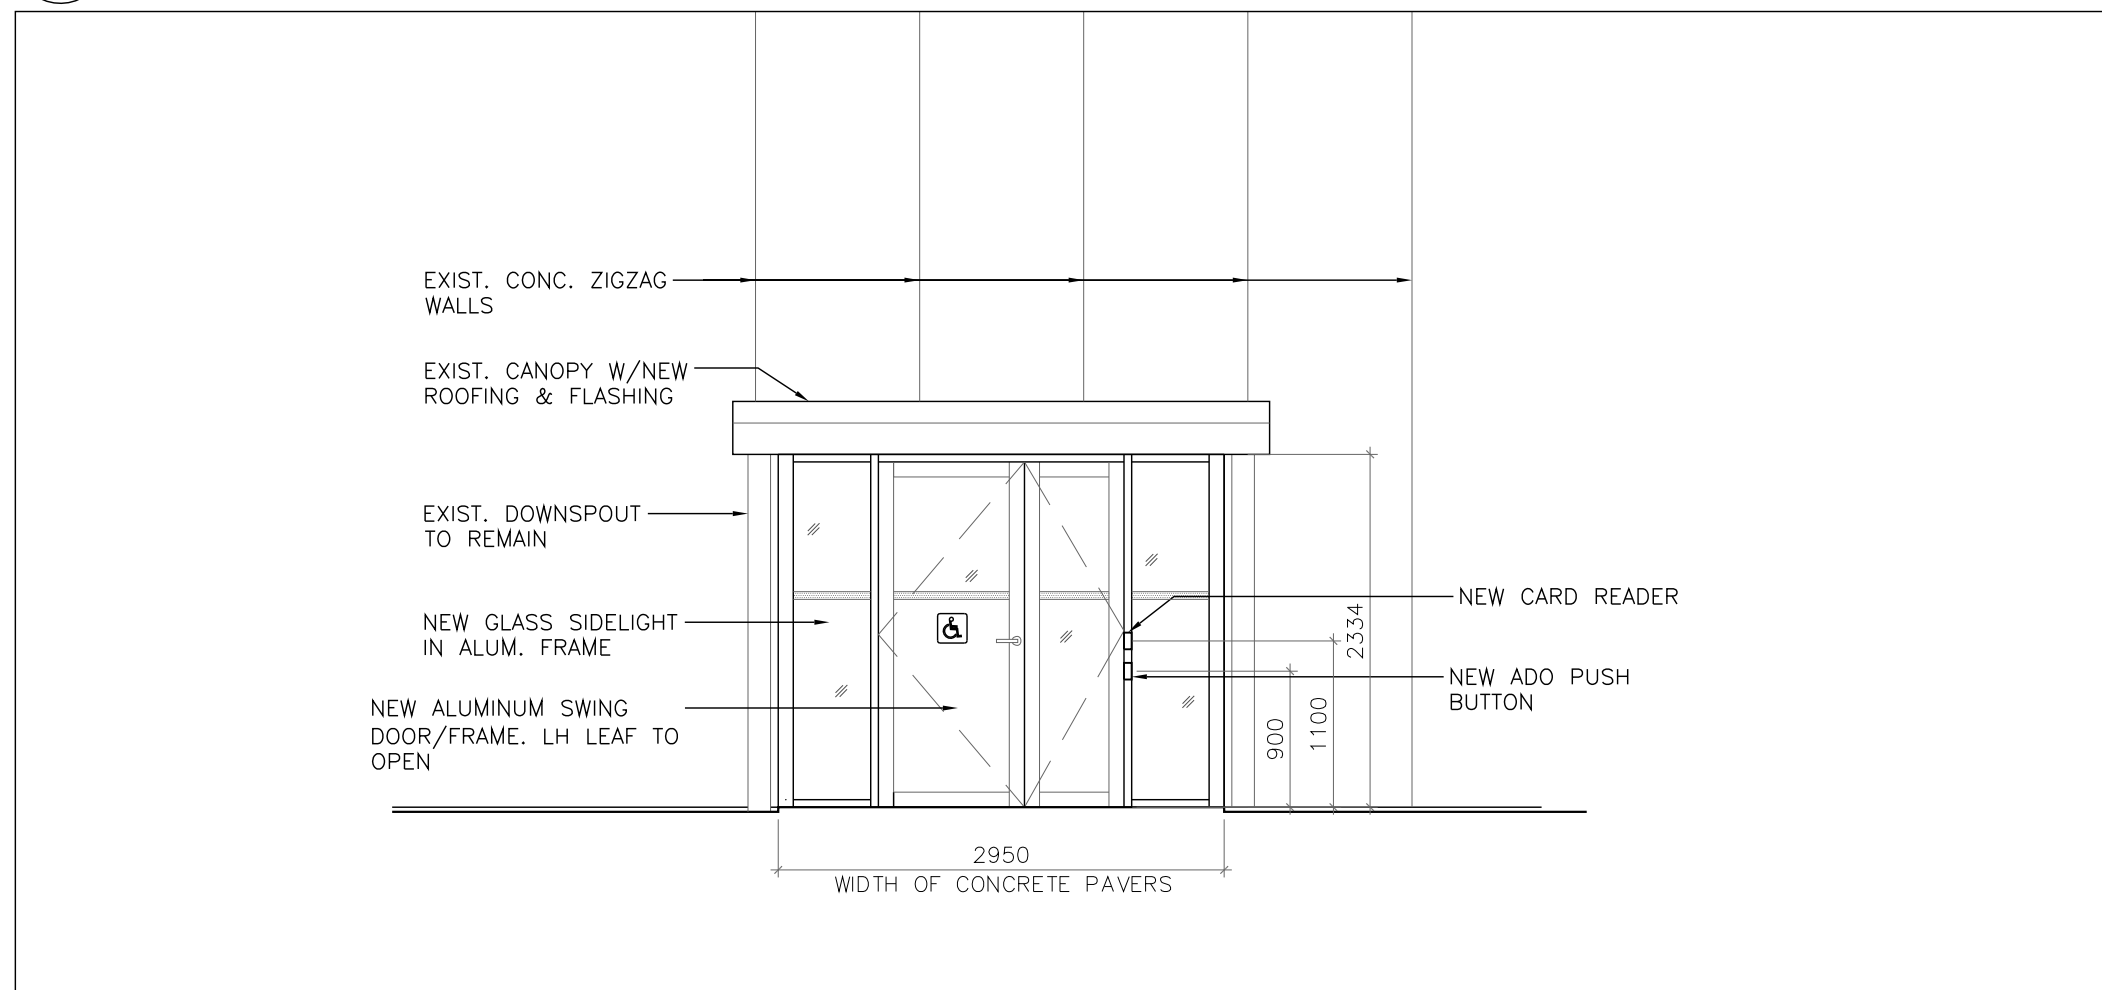 EXIST. CONC. ZIGZAG
WALLS
EXIST. CANOPY W/NEW
ROOFING & FLASHING
EXIST. DOWNSPOUT
TO REMAIN
NEW GLASS SIDELIGHT
IN ALUM. FRAME
NEW ALUMINUM SWING
DOOR/FRAME. LH LEAF TO
OPEN
NEW CARD READER
NEW ADO PUSH
BUTTON
2334
1100
900
2950
WIDTH OF CONCRETE PAVERS